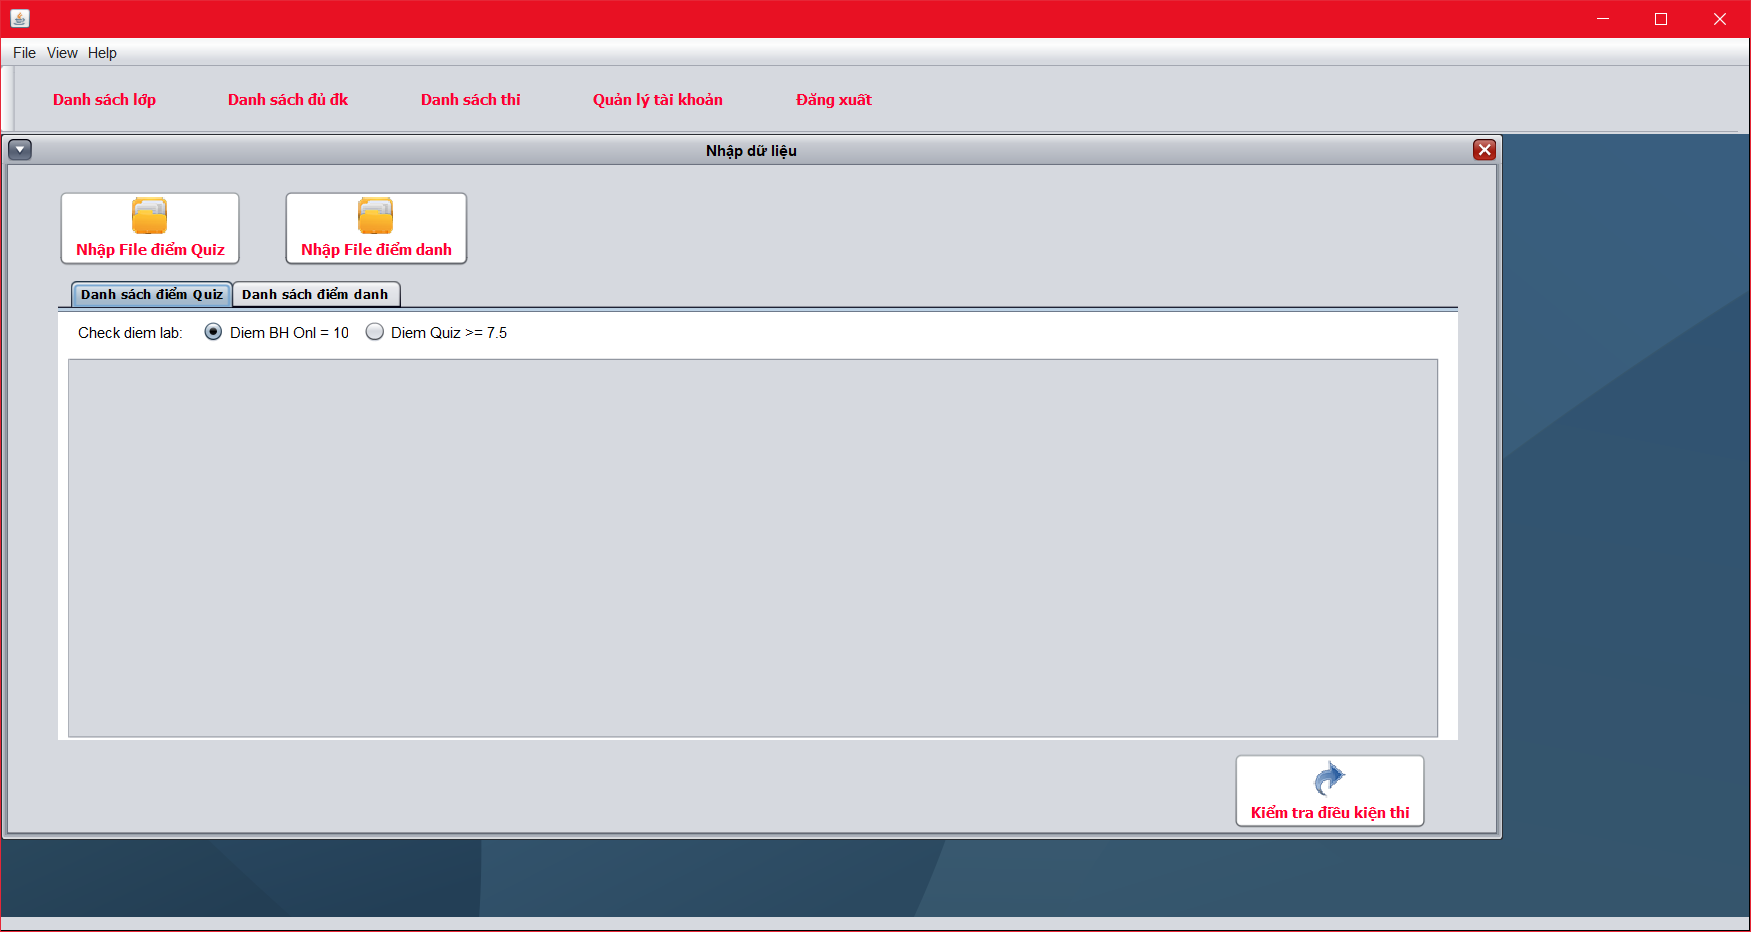 File View Help
Danh sách lớp Danh sách đủ đk Danh sách thi Quản lý tài khoản Đăng xuất
Nhập dữ liệu
Nhập File điểm Quiz Nhập File điểm danh
Danh sách điểm Quiz Danh sách điểm danh
Check diem lab: Diem BH Onl = 10 Diem Quiz >= 7.5
Kiểm tra điều kiện thi